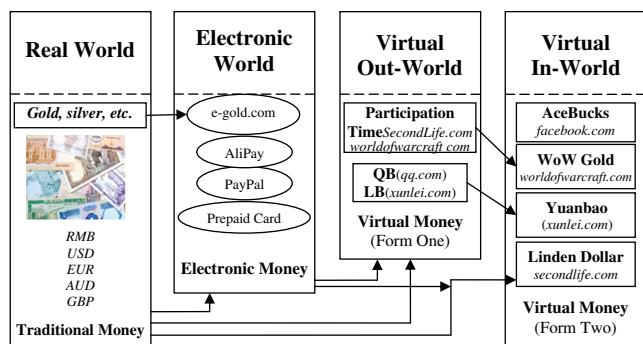 Real World
Gold, silver, etc.
RMB
USD
EUR
AUD
GBP
Traditional Money
Electronic
World
e-gold.com
AliPay
PayPal
Prepaid Card
Electronic Money
Virtual
Out-World
Participation
TimeSecondLife.com
worldofwarcraft com
QB(qq.com)
LB(xunlei.com)
Virtual Money
(Form One)
Virtual
In-World
AceBucks
facebook.com
WoW Gold
worldofwarcraft.com
Yuanbao
(xunlei.com)
Linden Dollar
secondlife.com
Virtual Money
(Form Two)